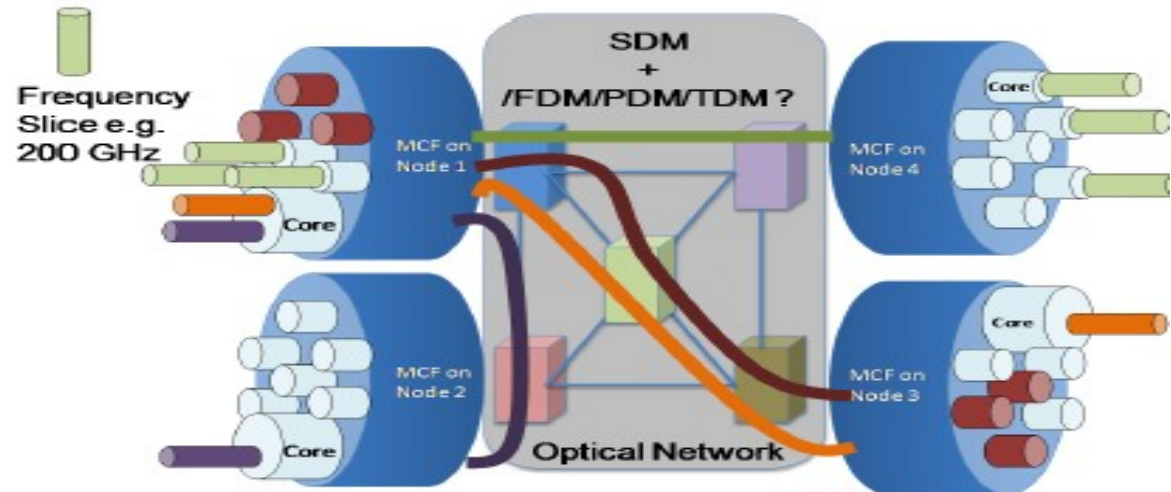 SDM
+
/FDM/PDM/TDM ?
Frequency
Slice e.g.
200 GHz
MCF on
Node 1
Core
Core
MCF on
Node 4
MCF on
Node 2
Core
Core
MCF on
Node 3
Optical Network